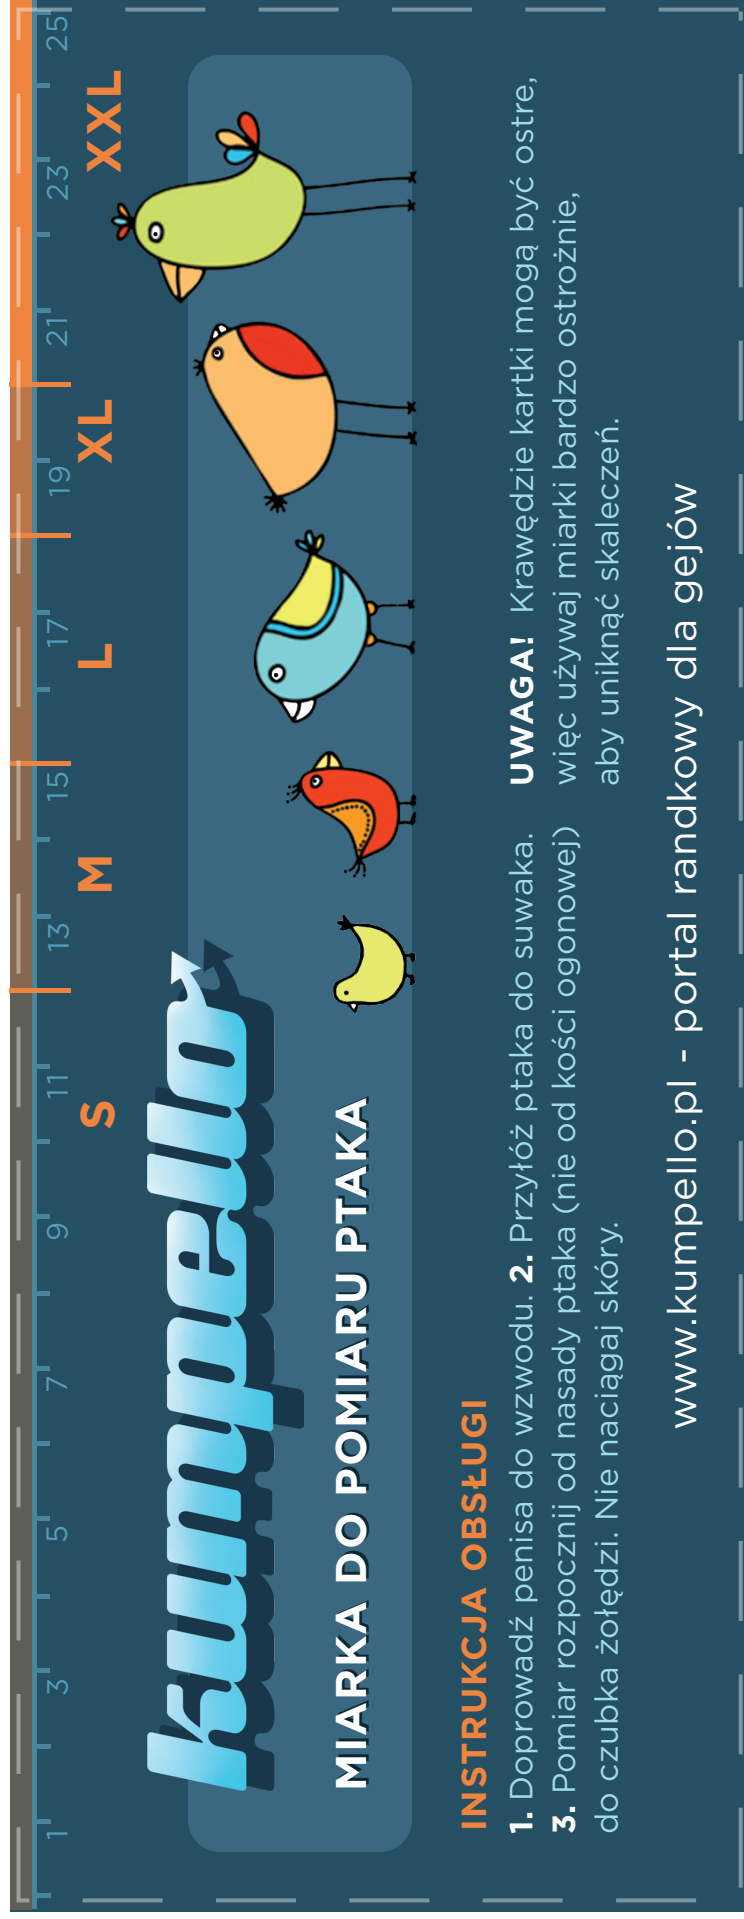 1 3 5 7 9 11 13 15 17 19 21 23 25
S M L XL XXL
kumpello
MIARKA DO POMIARU PTAKA
INSTRUKCJA OBSŁUGI
1. Doprowadź penisa do wzwodu. 2. Przyłóż ptaka do suwaka.
3. Pomiar rozpocznij od nasady ptaka (nie od kości ogonowej)
do czubka żołędzi. Nie naciągaj skóry.
UWAGA! Krawędzie kartki mogą być ostre,
więc używaj miarki bardzo ostrożnie,
aby uniknąć skaleczeń.
www.kumpello.pl - portal randkowy dla gejów